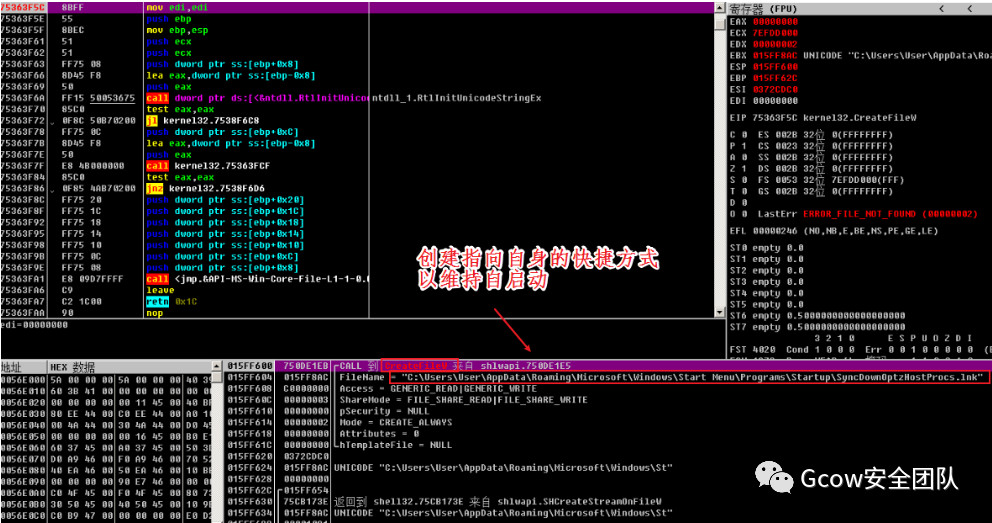 75363F5C 8BFF mov edi,edi
75363F5E 55 push ebp
75363F5F 8BEC mov ebp,esp
75363F61 51 push ecx
75363F62 51 push ecx
75363F63 FF75 08 push dword ptr ss:[ebp+0x8]
75363F66 8D45 F8 lea eax,dword ptr ss:[ebp-0x8]
75363F69 50 push eax
75363F6A FF15 50053675 call dword ptr ds:[<&ntdll.RtlInitUnico ntdll_1.RtlInitUnicodeStringEx
75363F70 85C0 test eax,eax
75363F72 0F8C 50B70200 jl kernel32.7538F6C8
75363F78 FF75 0C push dword ptr ss:[ebp+0xC]
75363F7B 8D45 F8 lea eax,dword ptr ss:[ebp-0x8]
75363F7E 50 push eax
75363F7F E8 4B000000 call kernel32.75363FCF
75363F84 85C0 test eax,eax
75363F86 0F85 4AB70200 jnz kernel32.7538F6D6
75363F8C FF75 20 push dword ptr ss:[ebp+0x20]
75363F8F FF75 1C push dword ptr ss:[ebp+0x1C]
75363F92 FF75 18 push dword ptr ss:[ebp+0x18]
75363F95 FF75 14 push dword ptr ss:[ebp+0x14]
75363F98 FF75 10 push dword ptr ss:[ebp+0x10]
75363F9B FF75 0C push dword ptr ss:[ebp+0xC]
75363F9E FF75 08 push dword ptr ss:[ebp+0x8]
75363FA1 E8 09D7FFFF call <jmp.&API-MS-Win-Core-File-L1-1-0.
75363FA6 C9 leave
75363FA7 C2 1C00 retn 0x1C
75363FAA 90 nop
edi=00000000
寄存器 (FPU) < <
EAX 00000000
ECX 7EFDD000
EDX 00000002
EBX 015FF8AC UNICODE "C:\Users\User\AppData\Roa
ESP 015FF600
EBP 015FF62C
ESI 0372CDC0
EDI 00000000
EIP 75363F5C kernel32.CreateFileW
C 0 ES 002B 32位 0(FFFFFFFF)
P 1 CS 0023 32位 0(FFFFFFFF)
A 0 SS 002B 32位 0(FFFFFFFF)
Z 1 DS 002B 32位 0(FFFFFFFF)
S 0 FS 0053 32位 7EFDD000(FFF)
T 0 GS 002B 32位 0(FFFFFFFF)
D 0
O 0 LastErr ERROR_FILE_NOT_FOUND (00000002)
EFL 00000246 (NO,NB,E,BE,NS,PE,GE,LE)
ST0 empty 0.0
ST1 empty 0.0
ST2 empty 0.0
ST3 empty 0.0
ST4 empty 0.0
ST5 empty 0.0
ST6 empty 0.5000000000000000000
ST7 empty 0.5000000000000000000
3 2 1 0 E S P U O Z D I
FST 4020 Cond 1 0 0 0 Err 0 0 1 0 0 0 0 0
创建指向自身的快捷方式
以维持自启动
地址 HEX 数据
0056E000 5A 00 00 00 5A 00 00 00 40 39
0056E010 60 3B 41 00 00 00 00 00 00 00
0056E020 00 00 00 00 00 11 45 00 40
0056E030 80 EE 44 00 C0 EE 44 00 A0
0056E040 00 4A 44 00 30 4A 44 00 D0
0056E050 00 00 00 00 00 16 45 00 B0
0056E060 60 37 45 00 A0 37 45 00 50
0056E070 D0 A9 46 00 F0 A9 46 00 70
0056E080 40 EA 46 00 50 EA 46 00 10
0056E090 00 00 00 00 90 E7 46 00 00
0056E0A0 C0 4F 45 00 F0 4F 45 00 80
0056E0B0 30 50 45 00 40 50 45 00 10
0056E0C0 C0 B9 47 00 00 00 00 00 E0
015FF600 750DE1EB CALL 到 CreateFileW 来自 shlwapi.750DE1E5
015FF604 015FF8AC FileName = "C:\Users\User\AppData\Roaming\Microsoft\Windows\Start Menu\Programs\Startup\SyncDownOptzHostProcs.lnk"
015FF608 C0000000 Access = GENERIC_READ|GENERIC_WRITE
015FF60C 00000003 ShareMode = FILE_SHARE_READ|FILE_SHARE_WRITE
015FF610 00000000 pSecurity = NULL
015FF614 00000002 Mode = CREATE_ALWAYS
015FF618 00000000 Attributes = 0
015FF61C 00000000 hTemplateFile = NULL
015FF620 0372CDC0
015FF624 015FF8AC UNICODE "C:\Users\User\AppData\Roaming\Microsoft\Windows\St"
015FF628 00000000
015FF62C 015FF654
015FF630 75CB173E 返回到 shell32.75CB173E 来自 shlwapi.SHCreateStreamOnFileW
015FF634 015FF8AC UNICODE "C:\Users\User\AppData\Roaming\Microsoft\Windows\St"
Gcow安全团队